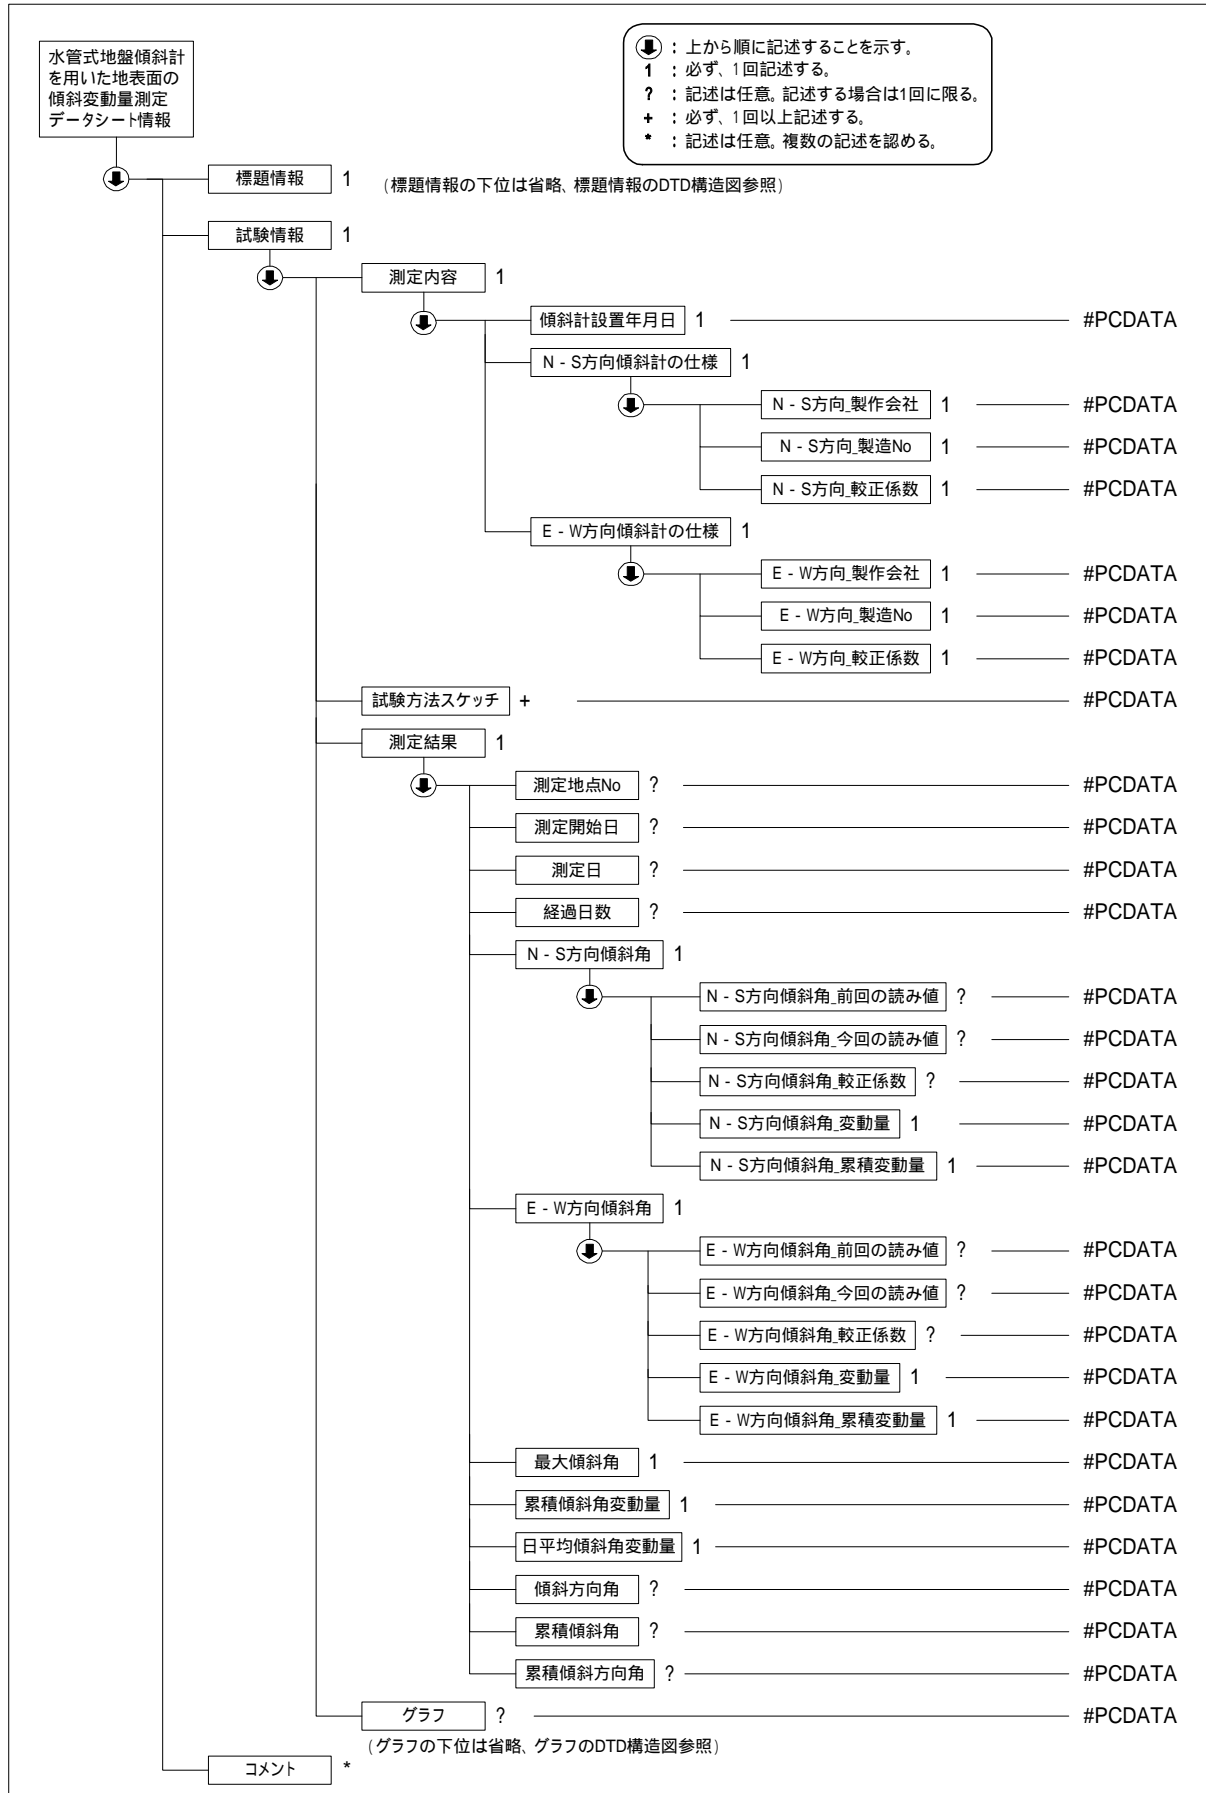 水管式地盤傾斜計
を用いた地表面の
傾斜変動量測定
データシート情報
: 上から順に記述することを示す。
1 : 必ず、1回記述する。
? : 記述は任意。記述する場合は1回に限る。
+ : 必ず、1回以上記述する。
* : 記述は任意。複数の記述を認める。
標題情報 1 (標題情報の下位は省略、標題情報のDTD構造図参照)
試験情報 1
測定内容 1
傾斜計設置年月日 1 #PCDATA
N - S方向傾斜計の仕様 1
N - S方向_製作会社 1 #PCDATA
N - S方向_製造No 1 #PCDATA
N - S方向_較正係数 1 #PCDATA
E - W方向傾斜計の仕様 1
E - W方向_製作会社 1 #PCDATA
E - W方向_製造No 1 #PCDATA
E - W方向_較正係数 1 #PCDATA
試験方法スケッチ + #PCDATA
測定結果 1
測定地点No ? #PCDATA
測定開始日 ? #PCDATA
測定日 ? #PCDATA
経過日数 ? #PCDATA
N - S方向傾斜角 1
N - S方向傾斜角_前回の読み値 ? #PCDATA
N - S方向傾斜角_今回の読み値 ? #PCDATA
N - S方向傾斜角_較正係数 ? #PCDATA
N - S方向傾斜角_変動量 1 #PCDATA
N - S方向傾斜角_累積変動量 1 #PCDATA
E - W方向傾斜角 1
E - W方向傾斜角_前回の読み値 ? #PCDATA
E - W方向傾斜角_今回の読み値 ? #PCDATA
E - W方向傾斜角_較正係数 ? #PCDATA
E - W方向傾斜角_変動量 1 #PCDATA
E - W方向傾斜角_累積変動量 1 #PCDATA
最大傾斜角 1 #PCDATA
累積傾斜角変動量 1 #PCDATA
日平均傾斜角変動量 1 #PCDATA
傾斜方向角 ? #PCDATA
累積傾斜角 ? #PCDATA
累積傾斜方向角 ? #PCDATA
グラフ ? #PCDATA
(グラフの下位は省略、グラフのDTD構造図参照)
コメント *